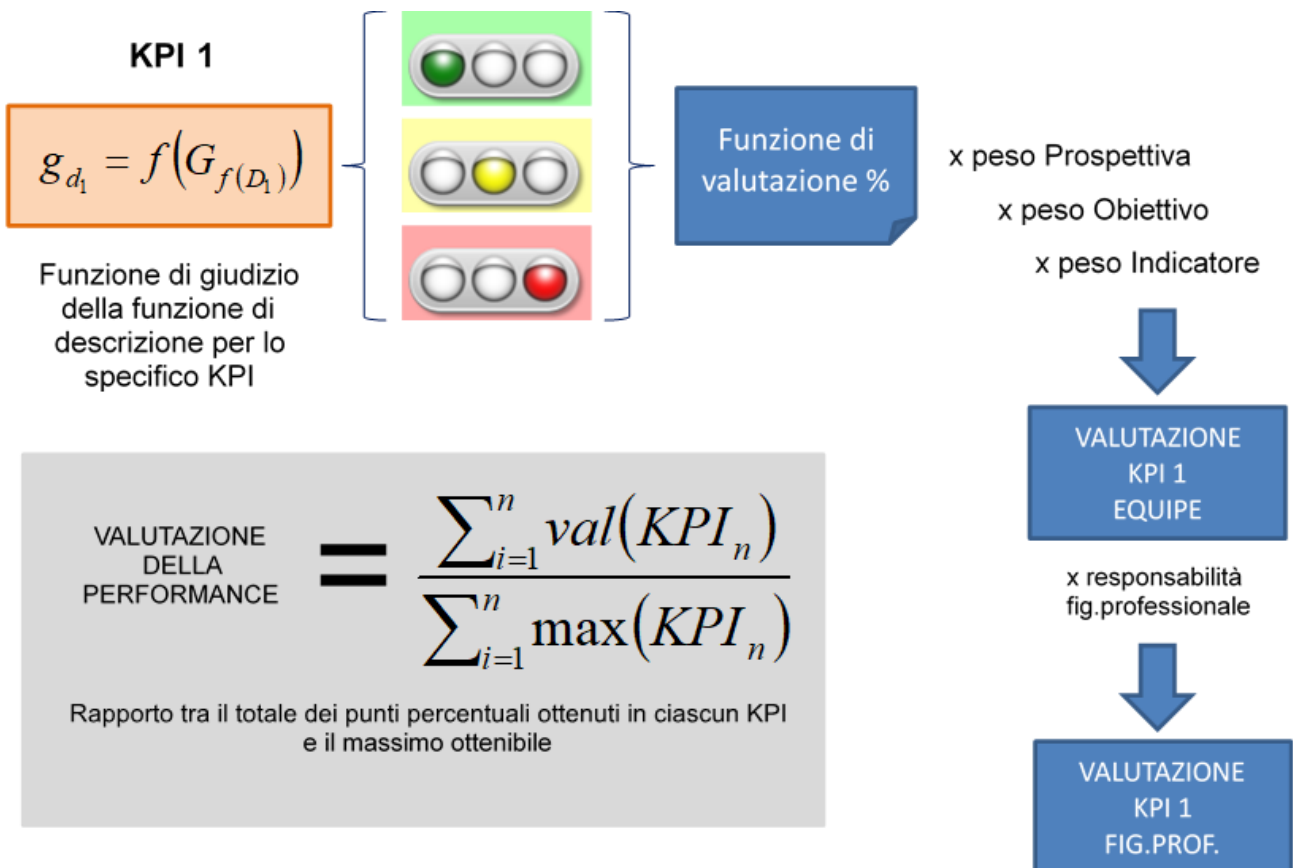 KPI 1
g_{d_1} = f(G_{f(D_1)})
Funzione di giudizio
della funzione di
descrizione per lo
specifico KPI
Funzione di
valutazione %
x peso Prospettiva
x peso Obiettivo
x peso Indicatore
VALUTAZIONE
KPI 1
EQUIPE
x responsabilità
fig.professionale
VALUTAZIONE
KPI 1
FIG.PROF.
VALUTAZIONE
DELLA
PERFORMANCE
= \frac{\sum_{i=1}^{n} val(KPI_n)}{\sum_{i=1}^{n} \max(KPI_n)}
Rapporto tra il totale dei punti percentuali ottenuti in ciascun KPI
e il massimo ottenibile